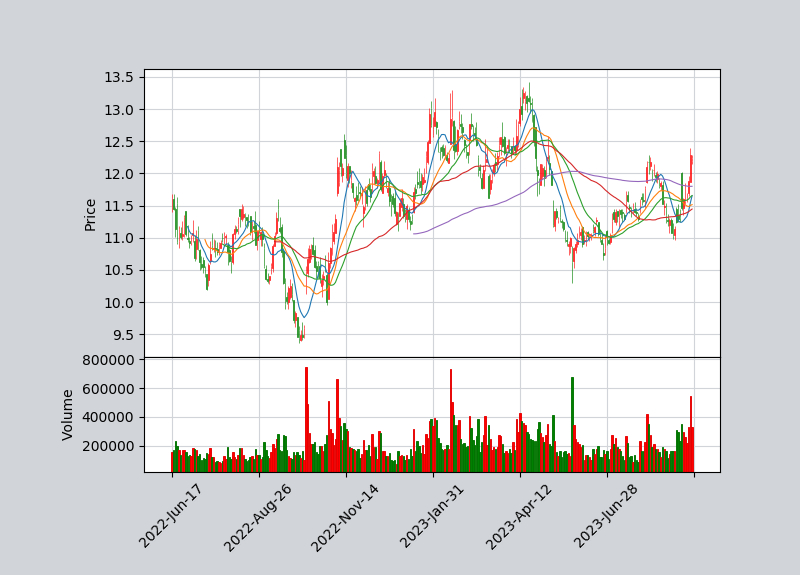 13.5
13.0
12.5
12.0
11.5
11.0
10.5
10.0
9.5
Price
800000
600000
400000
200000
Volume
2022-Jun-17
2022-Aug-26
2022-Nov-14
2023-Jan-31
2023-Apr-12
2023-Jun-28